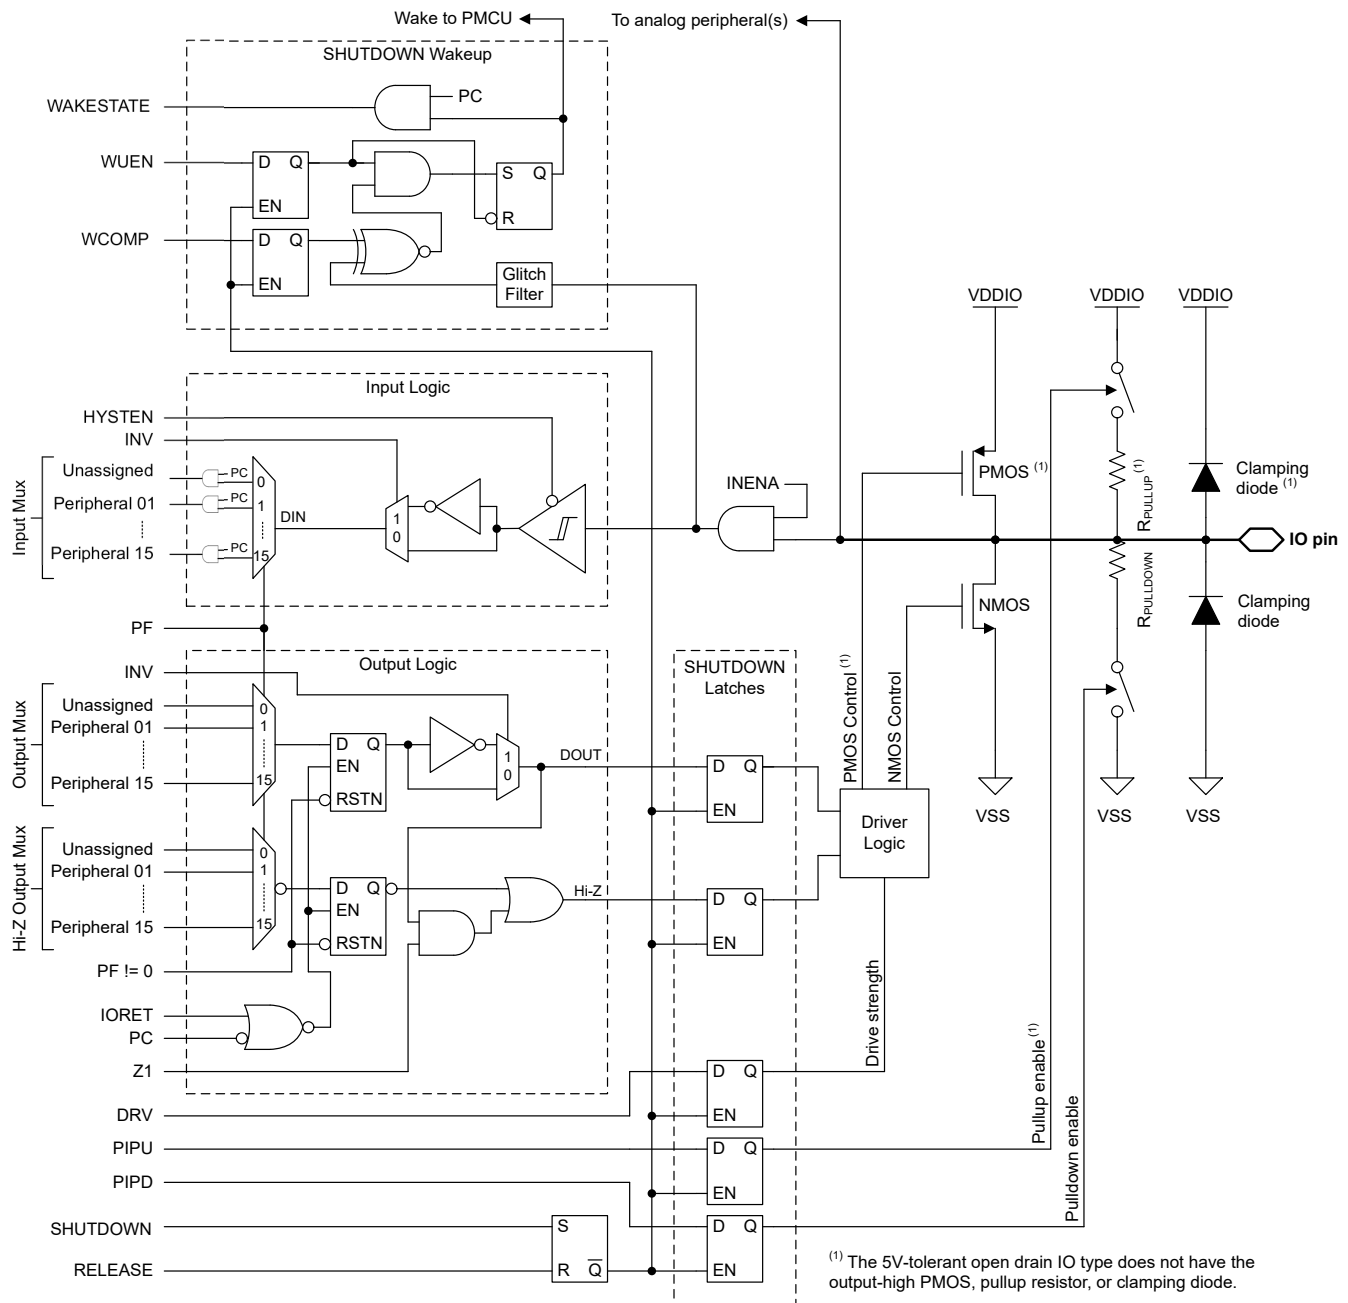 Wake to PMCU
To analog peripheral(s)
SHUTDOWN Wakeup
WAKESTATE
PC
WUEN
D Q
EN
S Q
R
WCOMP
D Q
EN
Glitch
Filter
VDDIO
VDDIO
VDDIO
Input Logic
HYSTEN
INV
Input Mux
Unassigned
PC
0
Peripheral 01
PC
1
DIN
Peripheral 15
PC
15
1
0
INENA
PMOS (1)
RPULLUP (1)
Clamping
diode (1)
IO pin
NMOS
RPULLDOWN
Clamping
diode
PF
INV
Output Logic
SHUTDOWN
Latches
Output Mux
Unassigned
0
Peripheral 01
1
Peripheral 15
15
D Q
EN
RSTN
1
0
DOUT
D Q
EN
PMOS Control (1)
NMOS Control
VSS
VSS
VSS
Driver
Logic
Hi-Z Output Mux
Unassigned
0
Peripheral 01
1
Peripheral 15
15
D Q
EN
RSTN
Hi-Z
D Q
EN
PF != 0
IORET
PC
Z1
Drive strength
D Q
EN
DRV
PIPU
D Q
EN
Pullup enable (1)
PIPD
Pulldown enable
SHUTDOWN
S
D Q
RELEASE
R Q
EN
(1) The 5V-tolerant open drain IO type does not have the
output-high PMOS, pullup resistor, or clamping diode.